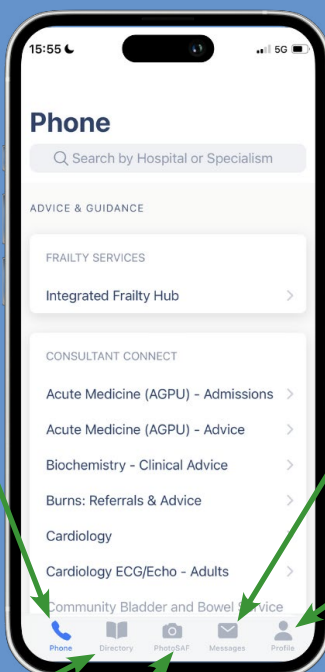 15:55
5G
Phone
Search by Hospital or Specialism
ADVICE & GUIDANCE
FRAILTY SERVICES
Integrated Frailty Hub
CONSULTANT CONNECT
Acute Medicine (AGPU) - Admissions
Acute Medicine (AGPU) - Advice
Biochemistry - Clinical Advice
Burns: Referrals & Advice
Cardiology
Cardiology ECG/Echo - Adults
Community Bladder and Bowel Service
Phone Directory PhotoSAF Messages Profile